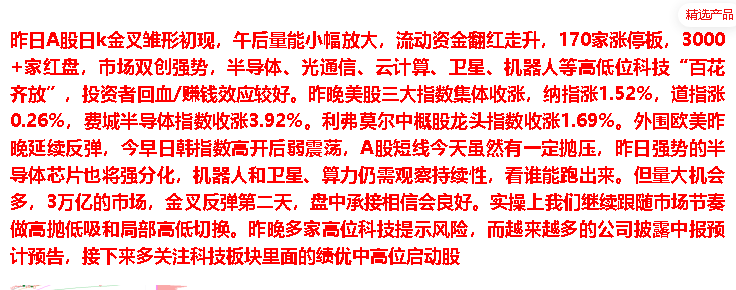 精选产品
昨日A股日k金叉雏形初现，午后量能小幅放大，流动资金翻红走升，170家涨停板，3000
+家红盘，市场双创强势，半导体、光通信、云计算、卫星、机器人等高低位科技“百花
齐放”，投资者回血/赚钱效应较好。昨晚美股三大指数集体收涨，纳指涨1.52%，道指涨
0.26%，费城半导体指数收涨3.92%。利弗莫尔中概股龙头指数收涨1.69%。外围欧美昨
晚延续反弹，今早日韩指数高开后弱震荡，A股短线今天虽然有一定抛压，昨日强势的半
导体芯片也将强分化，机器人和卫星、算力仍需观察持续性，看谁能跑出来。但量大机会
多，3万亿的市场，金叉反弹第二天，盘中承接相信会良好。实操上我们继续跟随市场节奏
做高抛低吸和局部高低切换。昨晚多家高位科技提示风险，而越来越多的公司披露中报预
计预告，接下来多关注科技板块里面的绩优中高位启动股